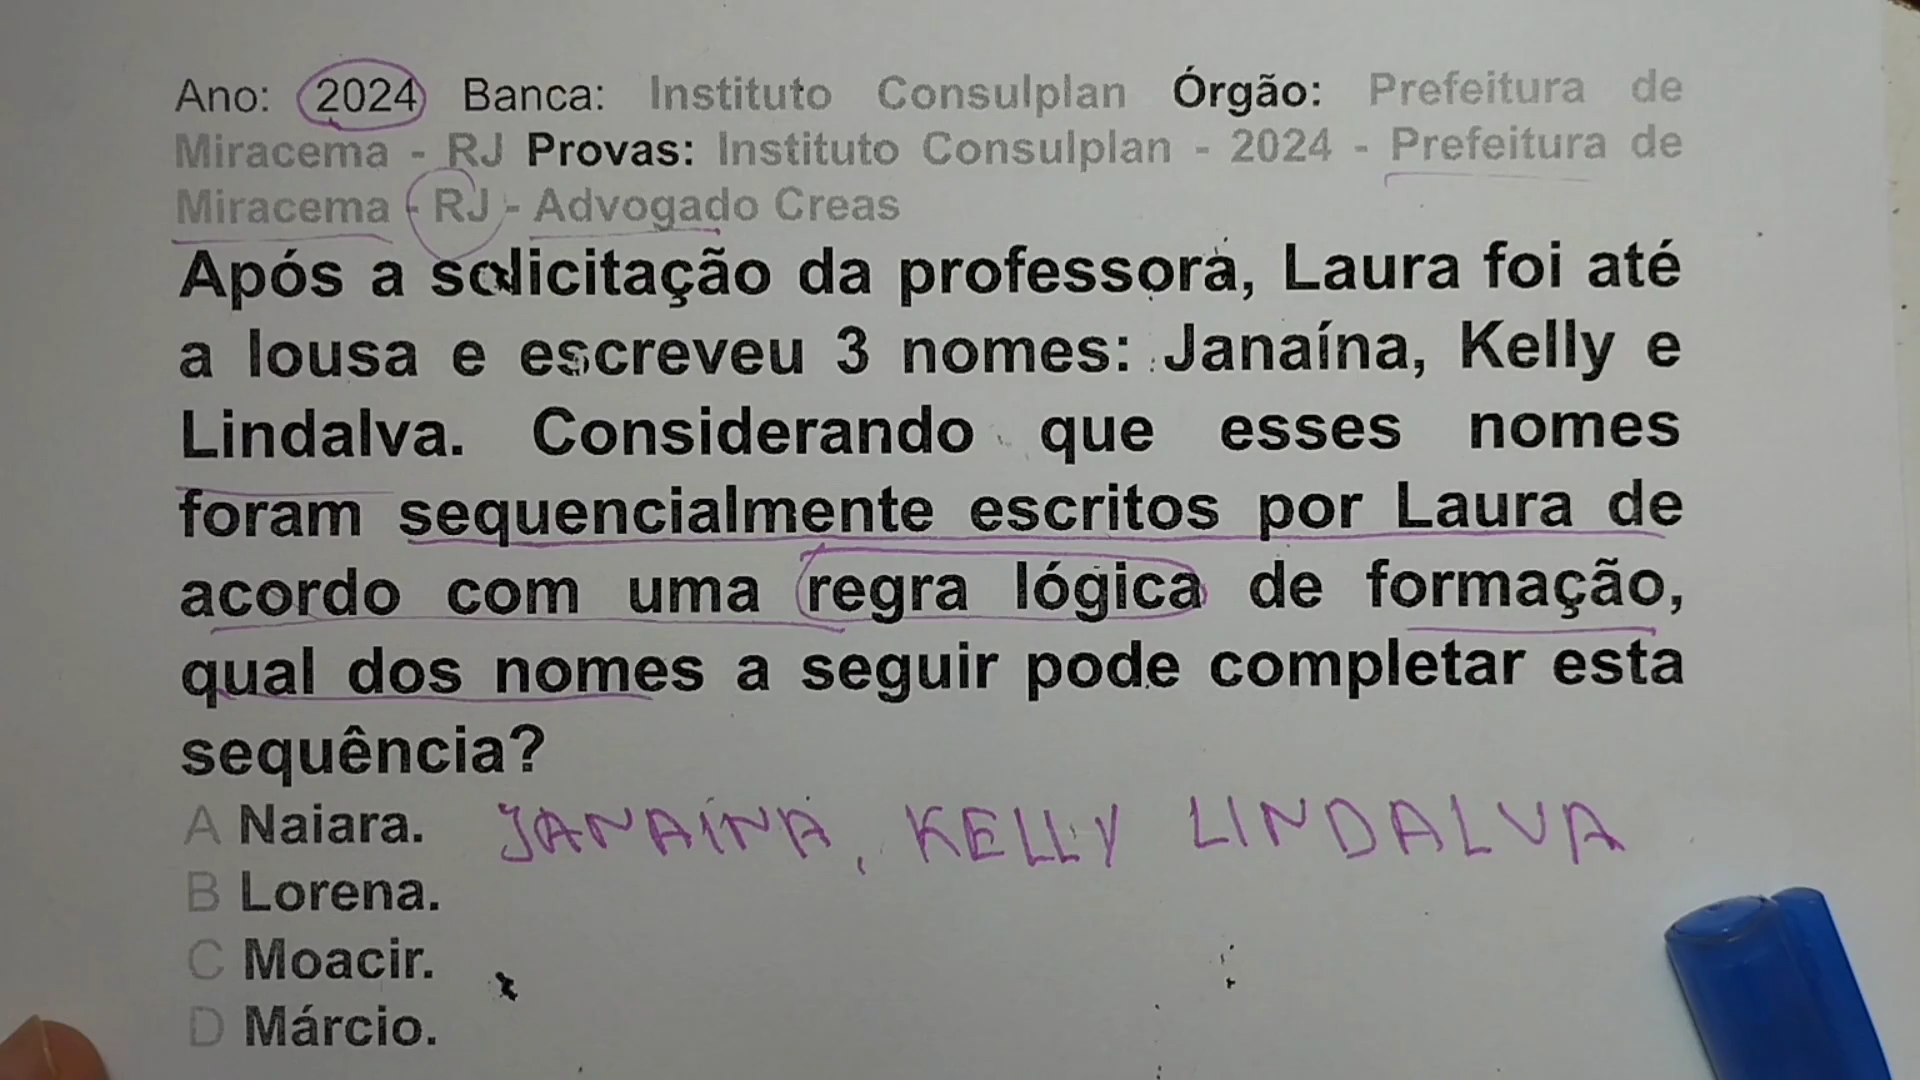 Ano: 2024 Banca: Instituto Consulplan Órgão: Prefeitura de
Miracema - RJ Provas: Instituto Consulplan - 2024 - Prefeitura de
Miracema - RJ - Advogado Creas
Após a solicitação da professora, Laura foi até
a lousa e escreveu 3 nomes: Janaína, Kelly e
Lindalva. Considerando que esses nomes
foram sequencialmente escritos por Laura de
acordo com uma regra lógica de formação,
qual dos nomes a seguir pode completar esta
sequência?
A Naiara. JANAÍNA, KELLY LINDALVA
B Lorena.
C Moacir.
D Márcio.